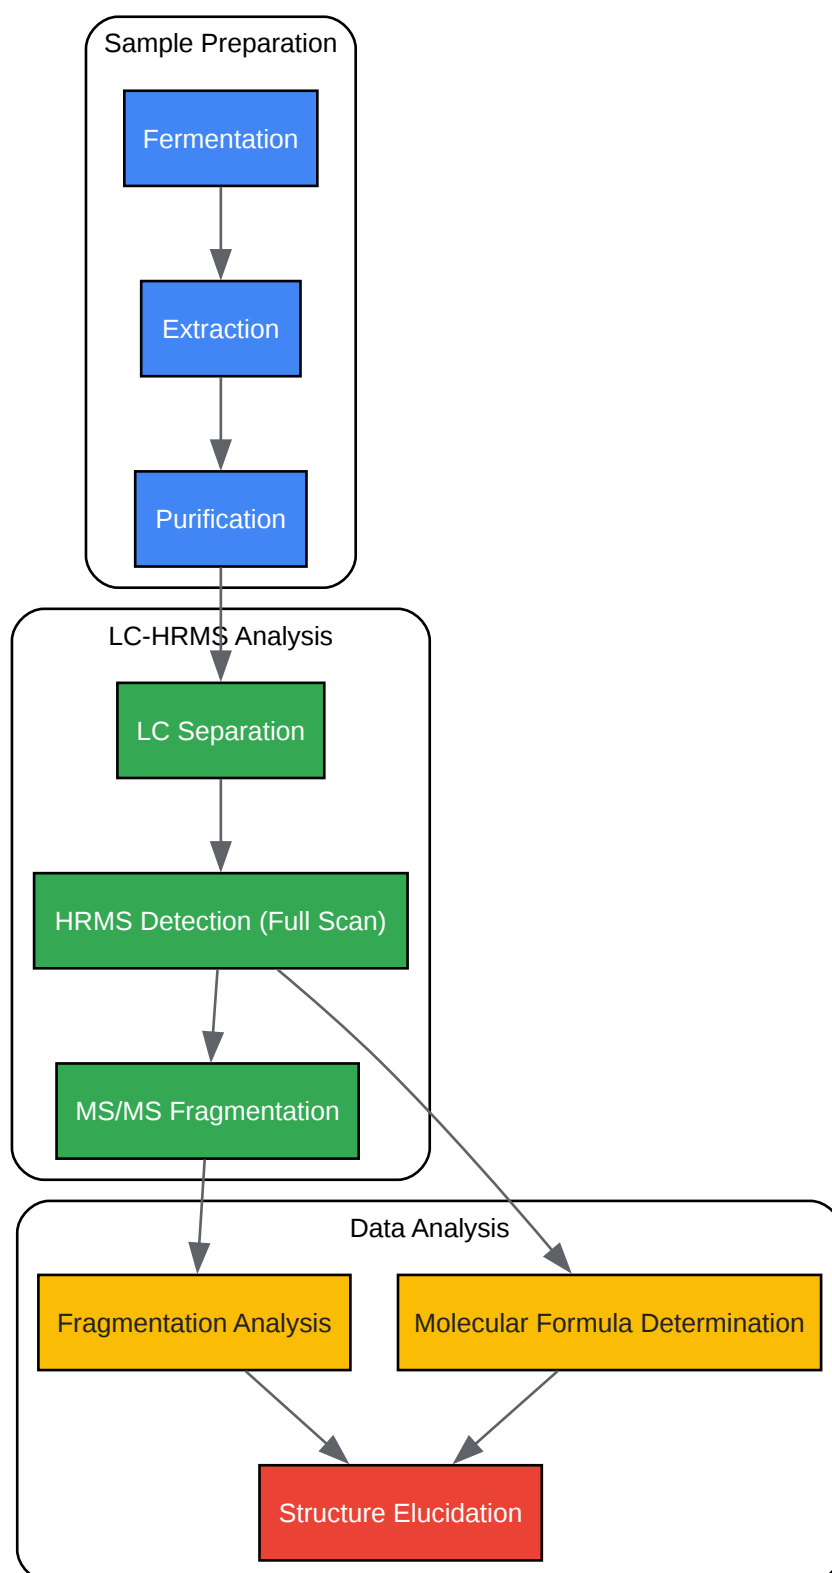 Sample Preparation
Fermentation
Extraction
Purification
LC-HRMS Analysis
LC Separation
HRMS Detection (Full Scan)
MS/MS Fragmentation
Data Analysis
Fragmentation Analysis
Molecular Formula Determination
Structure Elucidation